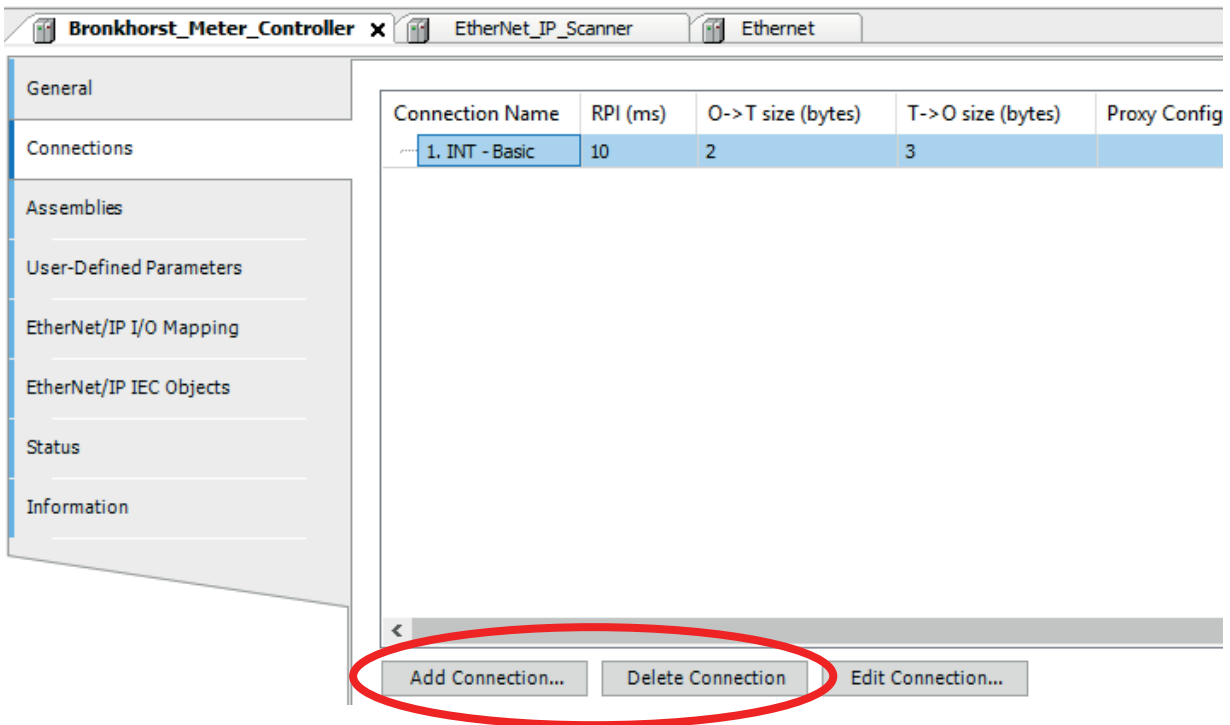 Bronkhorst_Meter_Controller EtherNet_IP_Scanner Ethernet
General
Connections
Assemblies
User-Defined Parameters
EtherNet/IP I/O Mapping
EtherNet/IP IEC Objects
Status
Information
Connection Name RPI (ms) O->T size (bytes) T->O size (bytes) Proxy Config
1. INT - Basic 10 2 3
Add Connection... Delete Connection Edit Connection...